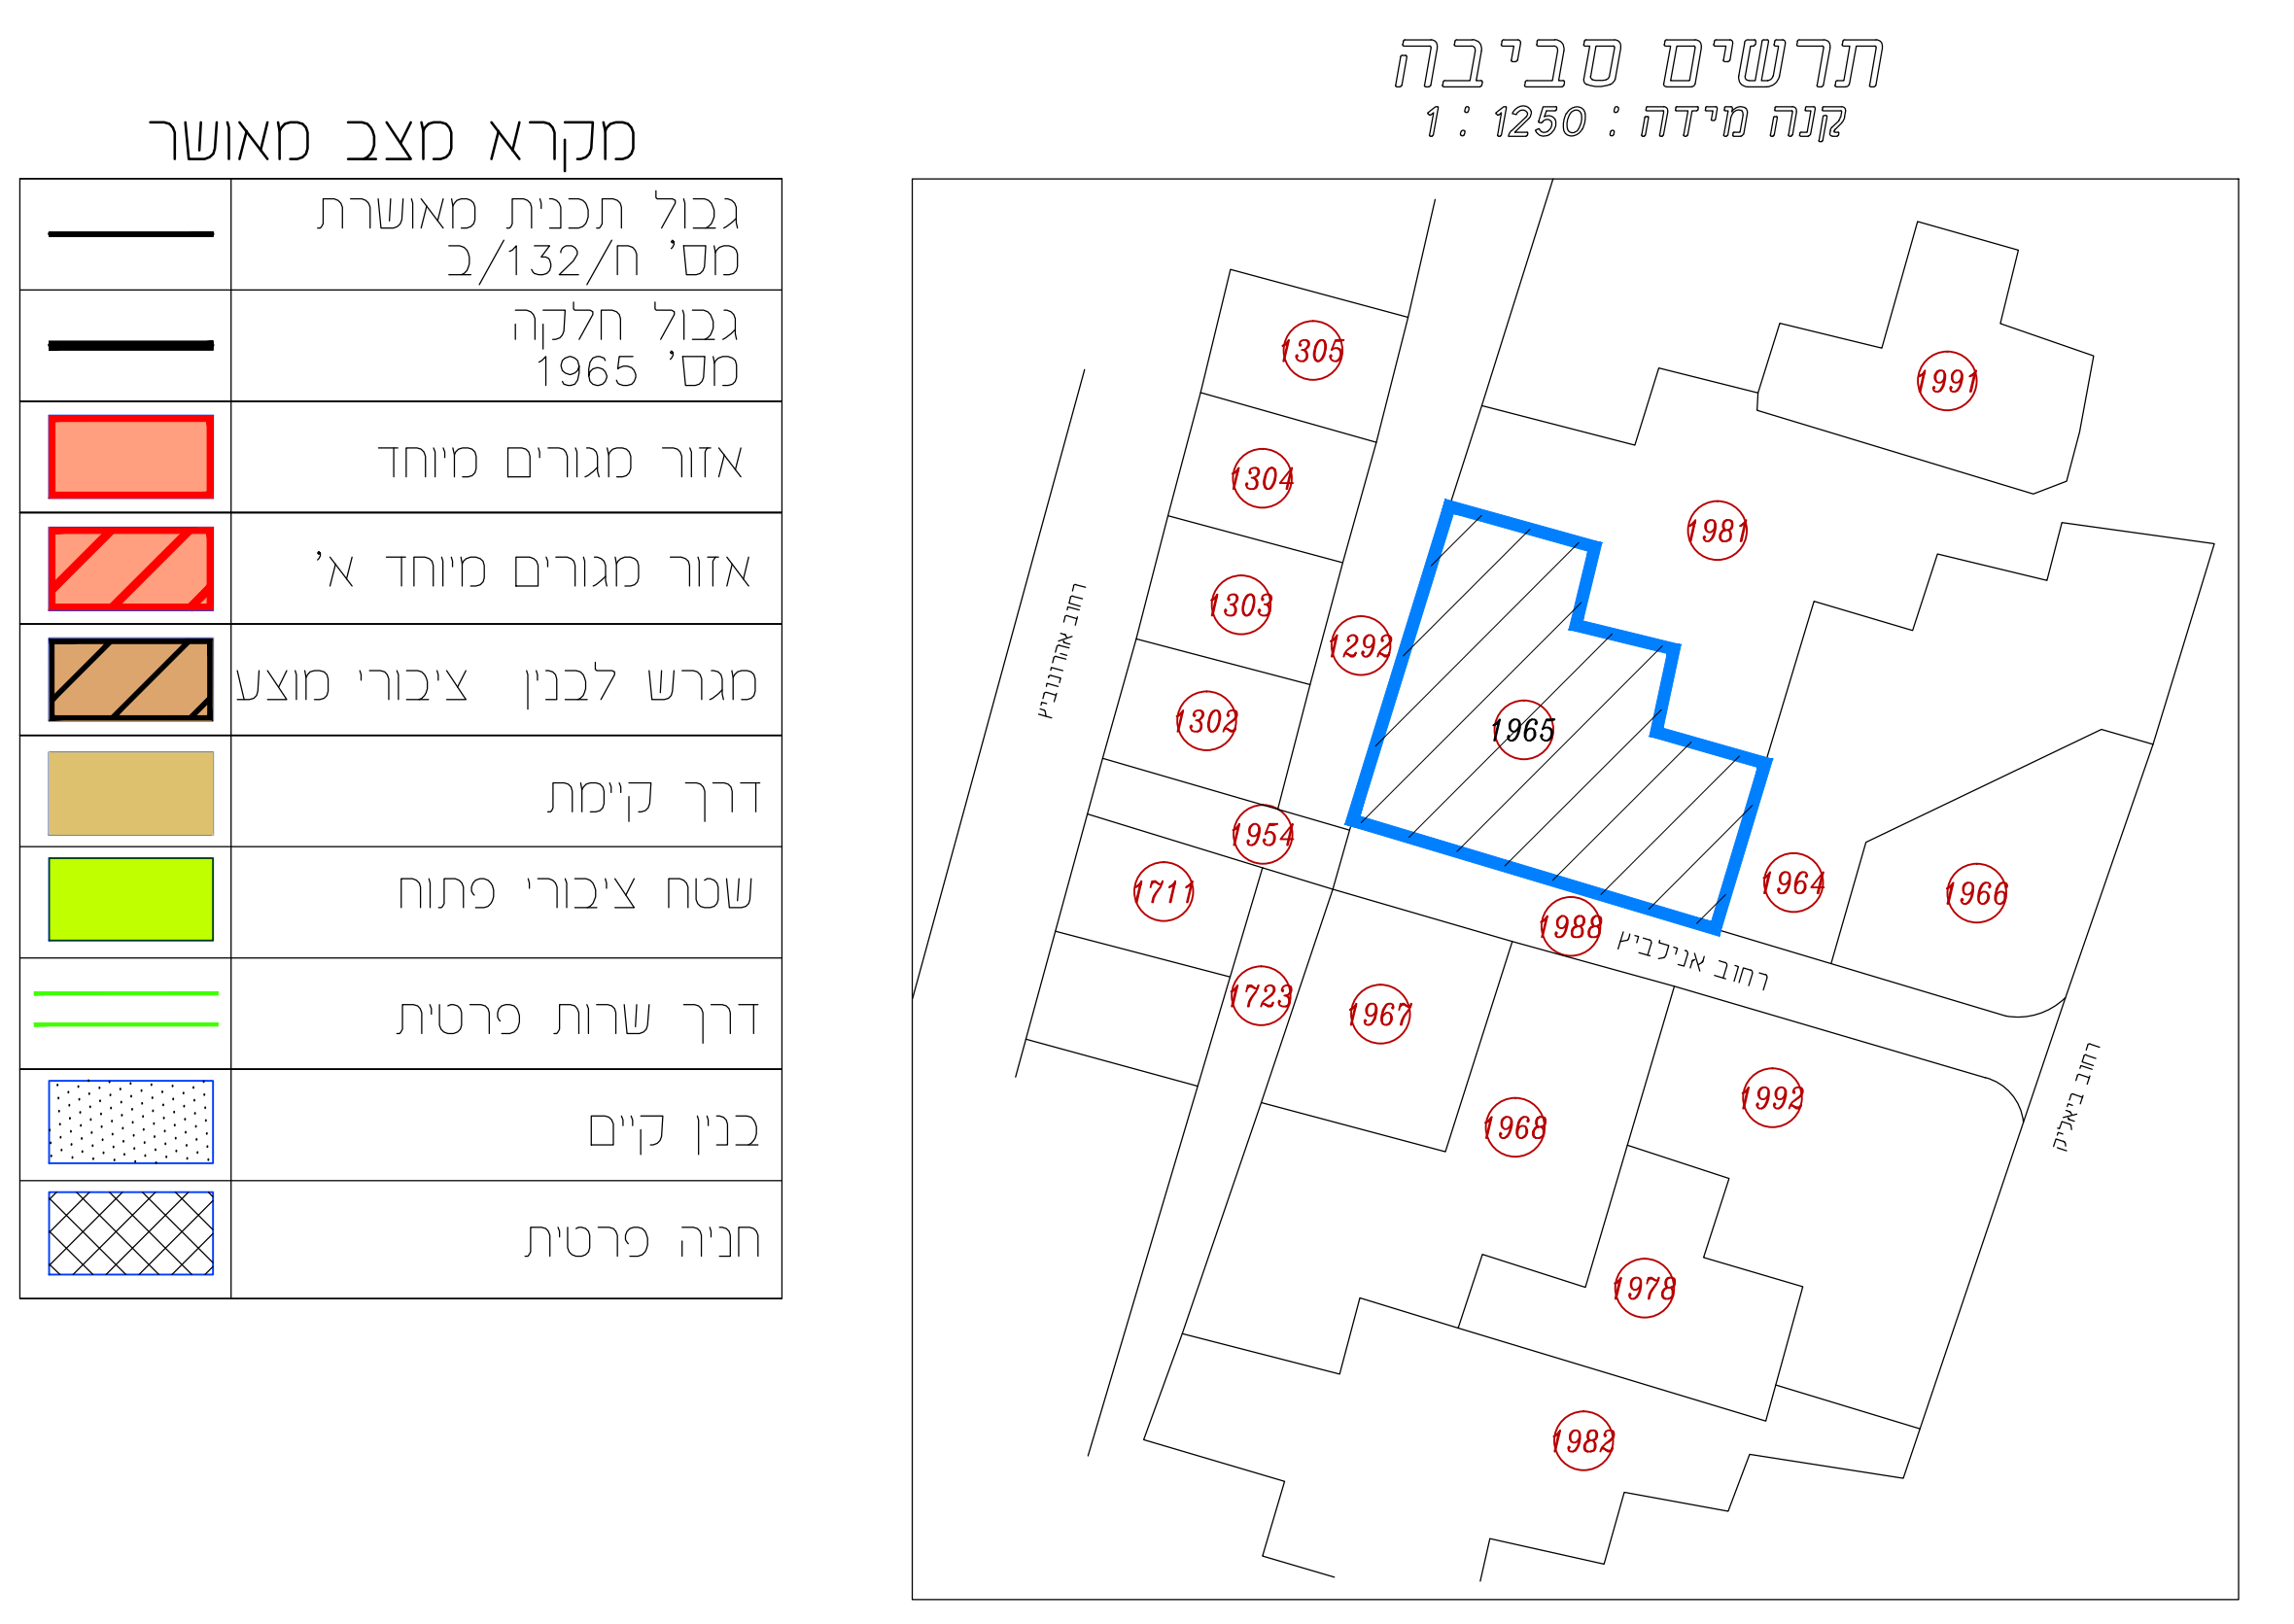 תרשים סביבה
קנה מידה : 1250 : 1
מקרא מצב מאושר
גבול תכנית מאושרת
מס' ח/132/ב
גבול חלקה
מס' 1965
אזור מגורים מיוחד
אזור מגורים מיוחד א'
מגרש לבנין ציבורי מוצע
דרך קיימת
שטח ציבורי פתוח
דרך שרות פרטית
בנין קיים
חניה פרטית
1305
1991
1304
1981
1303
1292
רחוב אהרונוביץ
1302
1965
1954
1711
1964
1966
1988
רחוב אנילביץ
1723
1967
1992
רחוב ביאליק
1968
1978
1982